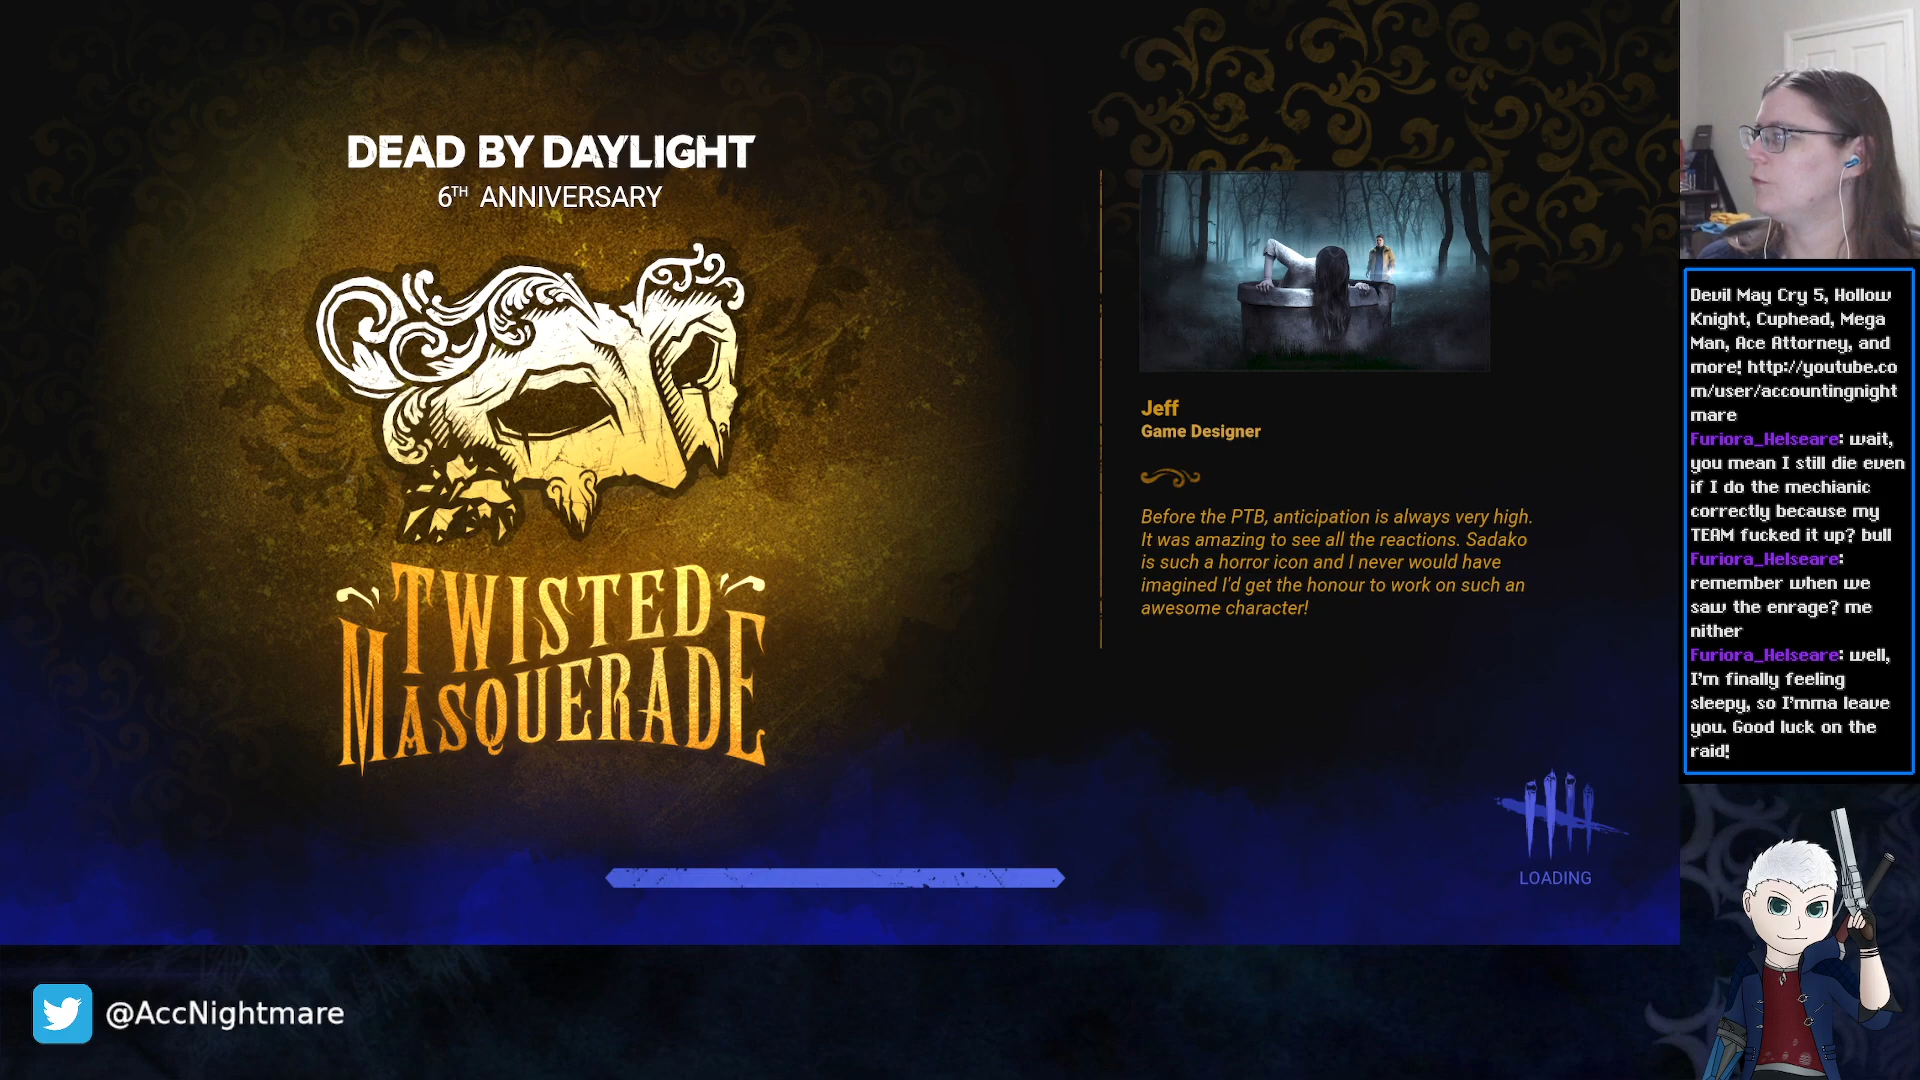 DEAD BY DAYLIGHT
6TH ANNIVERSARY
TWISTED
MASQUERADE
Jeff
Game Designer
Before the PTB, anticipation is always very high.
It was amazing to see all the reactions. Sadako
is such a horror icon and I never would have
imagined I'd get the honour to work on such an
awesome character!
LOADING
Devil May Cry 5, Hollow
Knight, Cuphead, Mega
Man, Ace Attorney, and
more! http://youtube.co
m/user/accountingnight
mare
Furiora_Helseare: wait,
you mean I still die even
if I do the mechianic
correctly because my
TEAM fucked it up? bull
Furiora_Helseare:
remember when we
saw the enrage? me
nither
Furiora_Helseare: well,
I'm finally feeling
sleepy, so I'mma leave
you. Good luck on the
raid!
@AccNightmare